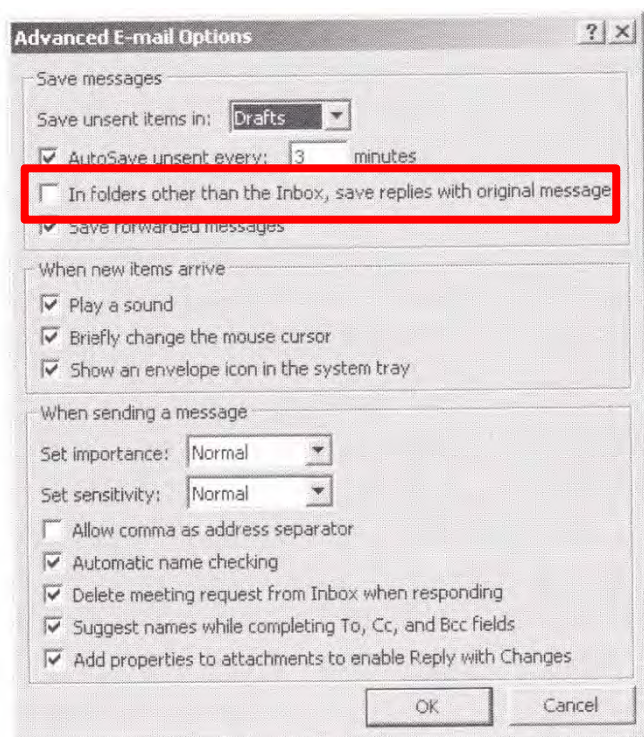 Advanced E-mail Options
Save messages
Save unsent items in: Drafts
AutoSave unsent every: 3 minutes
In folders other than the Inbox, save replies with original message
Save forwarded messages
When new items arrive
Play a sound
Briefly change the mouse cursor
Show an envelope icon in the system tray
When sending a message
Set importance: Normal
Set sensitivity: Normal
Allow comma as address separator
Automatic name checking
Delete meeting request from Inbox when responding
Suggest names while completing To, Cc, and Bcc fields
Add properties to attachments to enable Reply with Changes
OK Cancel